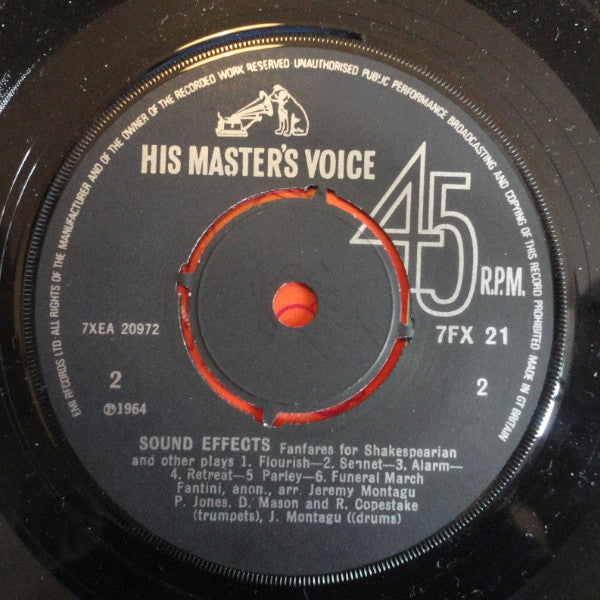 EMI RECORDS LTD ALL RIGHTS OF THE MANUFACTURER AND OF THE OWNER OF THE RECORDED WORK RESERVED UNAUTHORISED PUBLIC PERFORMANCE BROADCASTING AND COPYING OF THIS RECORD PROHIBITED MADE IN GT BRITAIN
HIS MASTER'S VOICE
45
R.P.M.
7XEA 20972
7FX 21
2
2
℗1964
SOUND EFFECTS Fanfares for Shakespearian
and other plays 1. Flourish—2. Sennet—3. Alarm—
4. Retreat—5 Parley—6. Funeral March
Fantini, anon., arr. Jeremy Montagu
P. Jones. D. Mason and R. Copestake
(trumpets), J. Montagu ((drums)